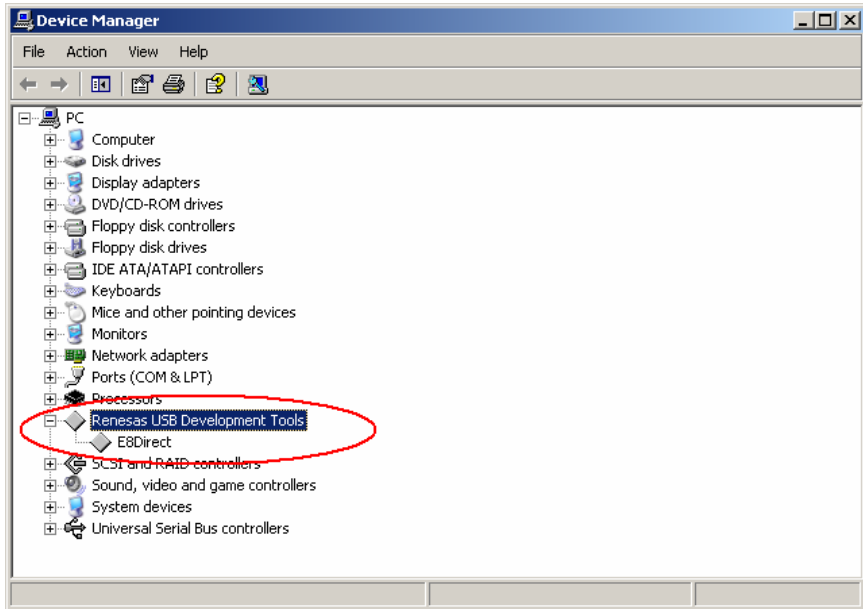 Device Manager
File Action View Help
PC
Computer
Disk drives
Display adapters
DVD/CD-ROM drives
Floppy disk controllers
Floppy disk drives
IDE ATA/ATAPI controllers
Keyboards
Mice and other pointing devices
Monitors
Network adapters
Ports (COM & LPT)
Processors
Renesas USB Development Tools
E8Direct
SCSI and RAID controllers
Sound, video and game controllers
System devices
Universal Serial Bus controllers